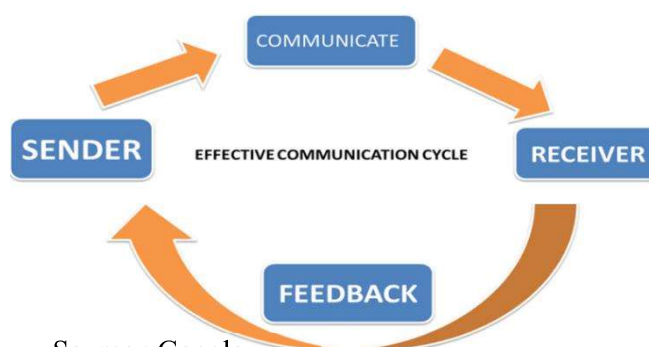 COMMUNICATE
SENDER
EFFECTIVE COMMUNICATION CYCLE
RECEIVER
FEEDBACK